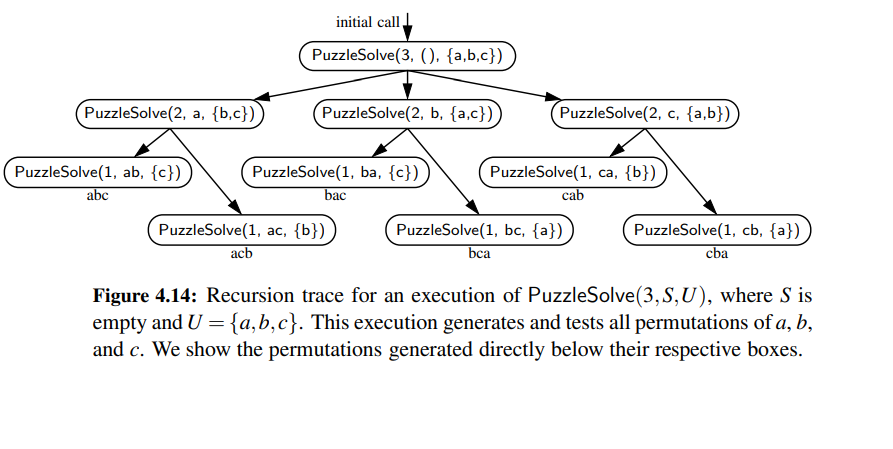 initial call
PuzzleSolve(3, (), {a,b,c})
PuzzleSolve(2, a, {b,c})
PuzzleSolve(2, b, {a,c})
PuzzleSolve(2, c, {a,b})
PuzzleSolve(1, ab, {c})
PuzzleSolve(1, ba, {c})
PuzzleSolve(1, ca, {b})
abc
bac
cab
PuzzleSolve(1, ac, {b})
PuzzleSolve(1, bc, {a})
PuzzleSolve(1, cb, {a})
acb
bca
cba
Figure 4.14: Recursion trace for an execution of PuzzleSolve(3,S,U), where S is
empty and U = {a,b,c}. This execution generates and tests all permutations of a, b,
and c. We show the permutations generated directly below their respective boxes.